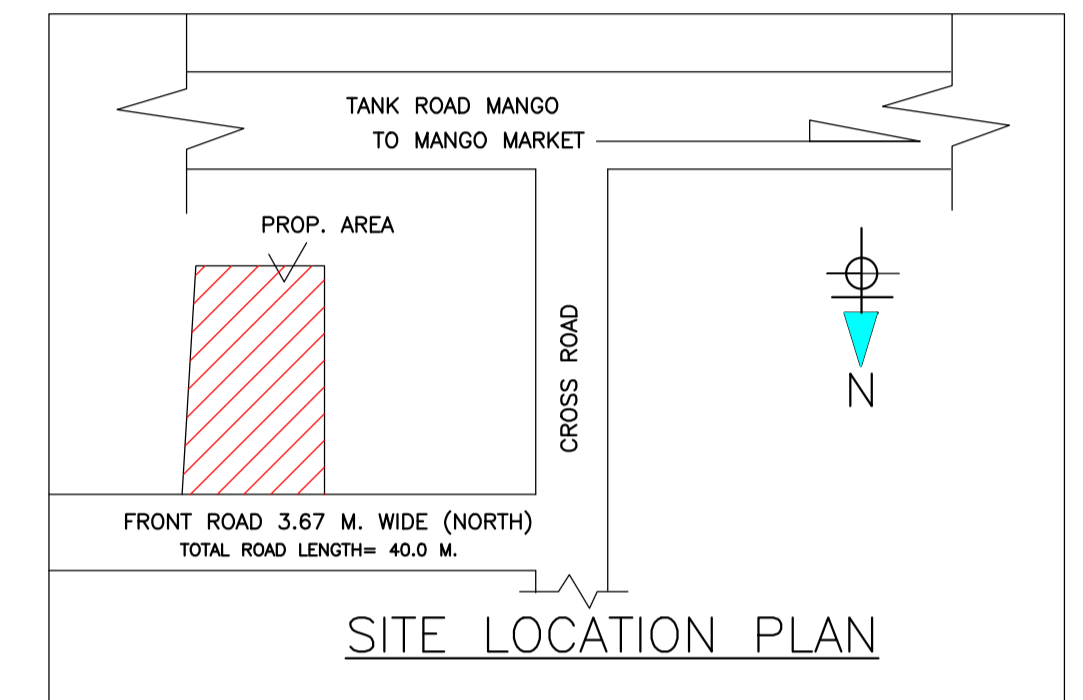 TANK ROAD MANGO
TO MANGO MARKET
PROP. AREA
CROSS ROAD
N
FRONT ROAD 3.67 M. WIDE (NORTH)
TOTAL ROAD LENGTH= 40.0 M.
SITE LOCATION PLAN